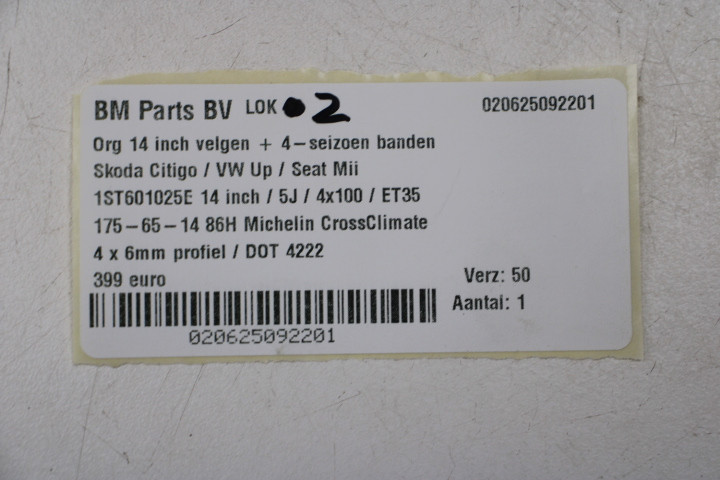 BM Parts BV LOK 02 020625092201
Org 14 inch velgen + 4-seizoen banden
Skoda Citigo / VW Up / Seat Mii
1ST601025E 14 inch / 5J / 4x100 / ET35
175-65-14 86H Michelin CrossClimate
4 x 6mm profiel / DOT 4222
399 euro Verz: 50
Aantal: 1
020625092201